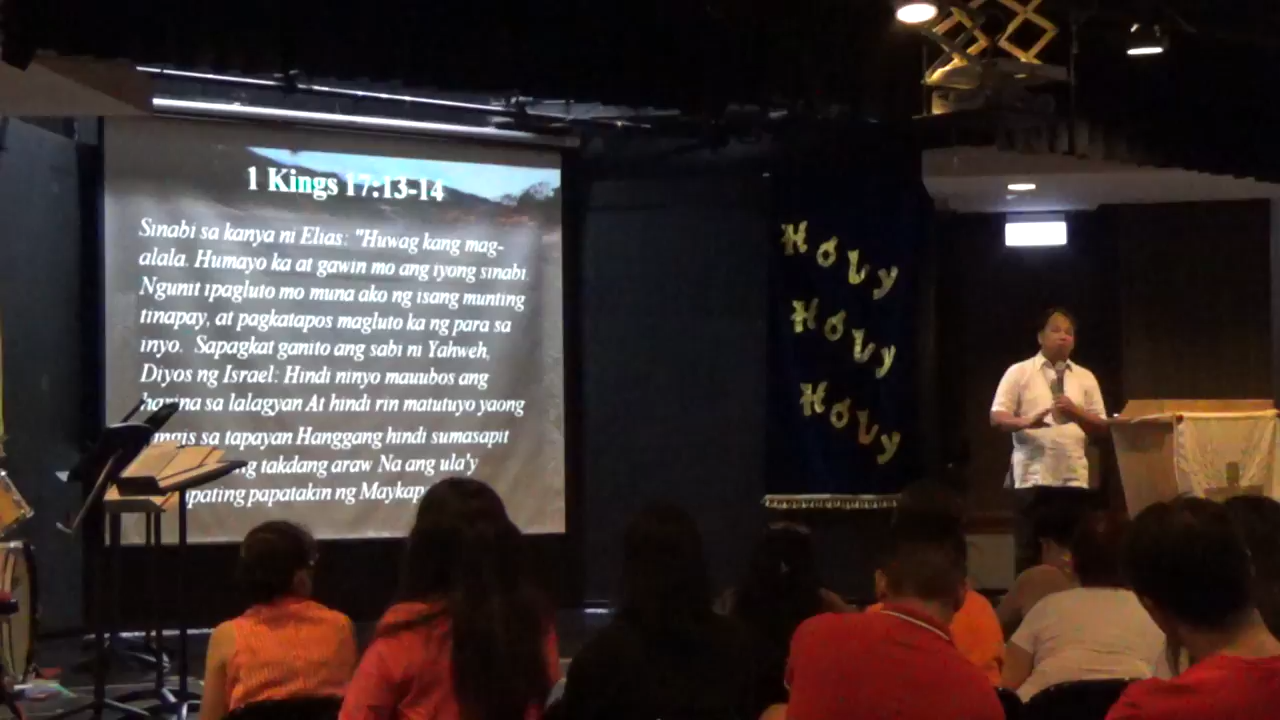 1 Kings 17:13-14
Sinabi sa kanya ni Elias: "Huwag kang mag-
alala. Humayo ka at gawin mo ang iyong sinabi.
Ngunit ipagluto mo muna ako ng isang munting
tinapay, at pagkatapos magluto ka ng para sa
inyo. Sapagkat ganito ang sabi ni Yahweh,
Diyos ng Israel: Hindi ninyo mauubos ang
harina sa lalagyan At hindi rin matutuyo yaong
sa tapayan Hanggang hindi sumasapit
takdang araw Na ang ula'y
papatakin ng
Holy
Holy
Holy